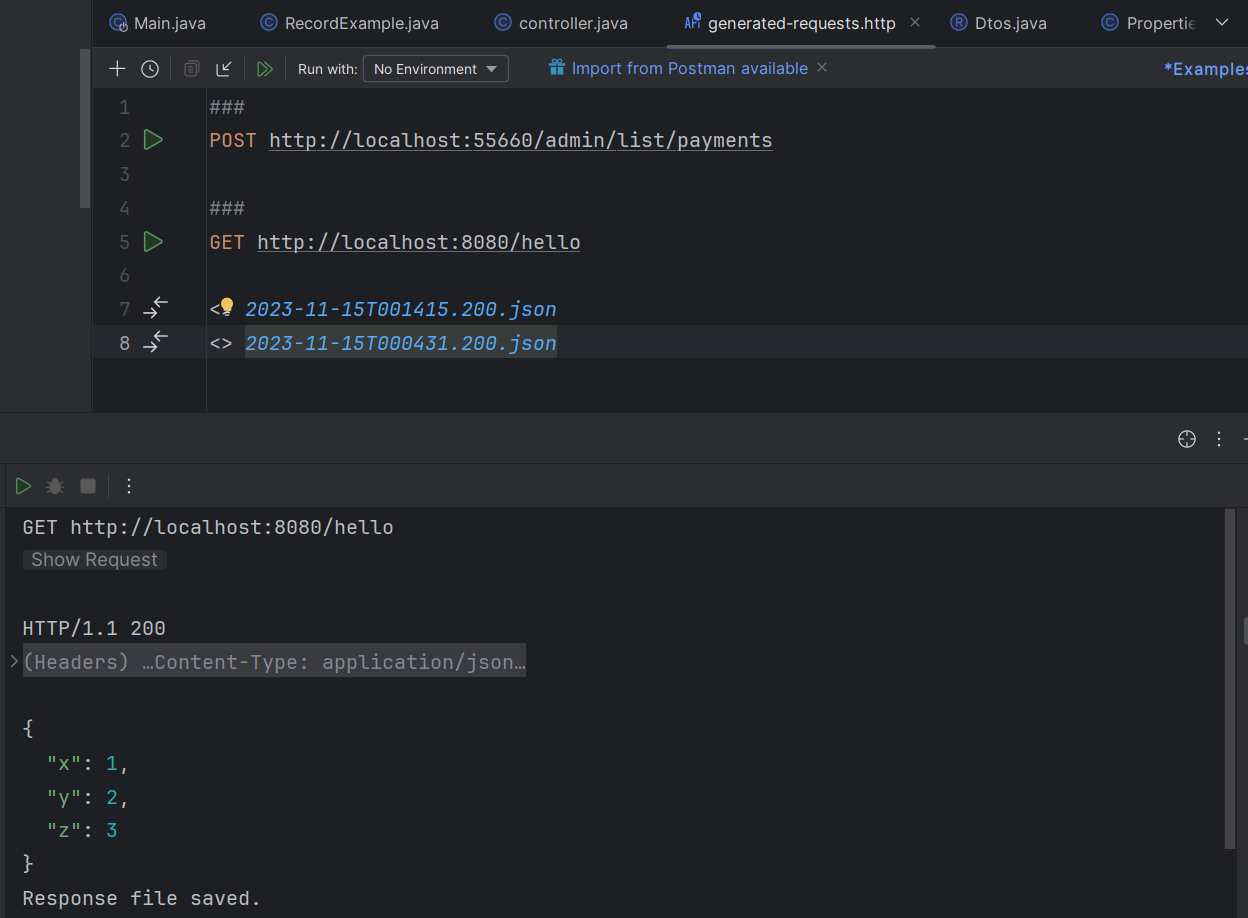 Main.java RecordExample.java controller.java API generated-requests.http Dtos.java
Run with: No Environment Import from Postman available *Examples
1 ###
2 POST http://localhost:55660/admin/list/payments
3
4 ###
5 GET http://localhost:8080/hello
6
7 < 2023-11-15T001415.200.json
8 <> 2023-11-15T000431.200.json
GET http://localhost:8080/hello
Show Request
HTTP/1.1 200
(Headers) …Content-Type: application/json…
{
"x": 1,
"y": 2,
"z": 3
}
Response file saved.